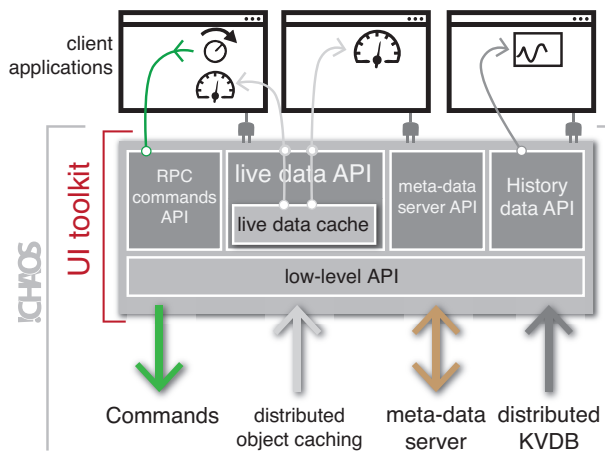 client
applications
UI toolkit
!CHAOS
RPC
commands
API
live data API
live data cache
meta-data
server API
History
data API
low-level API
Commands
distributed
object caching
meta-data
server
distributed
KVDB